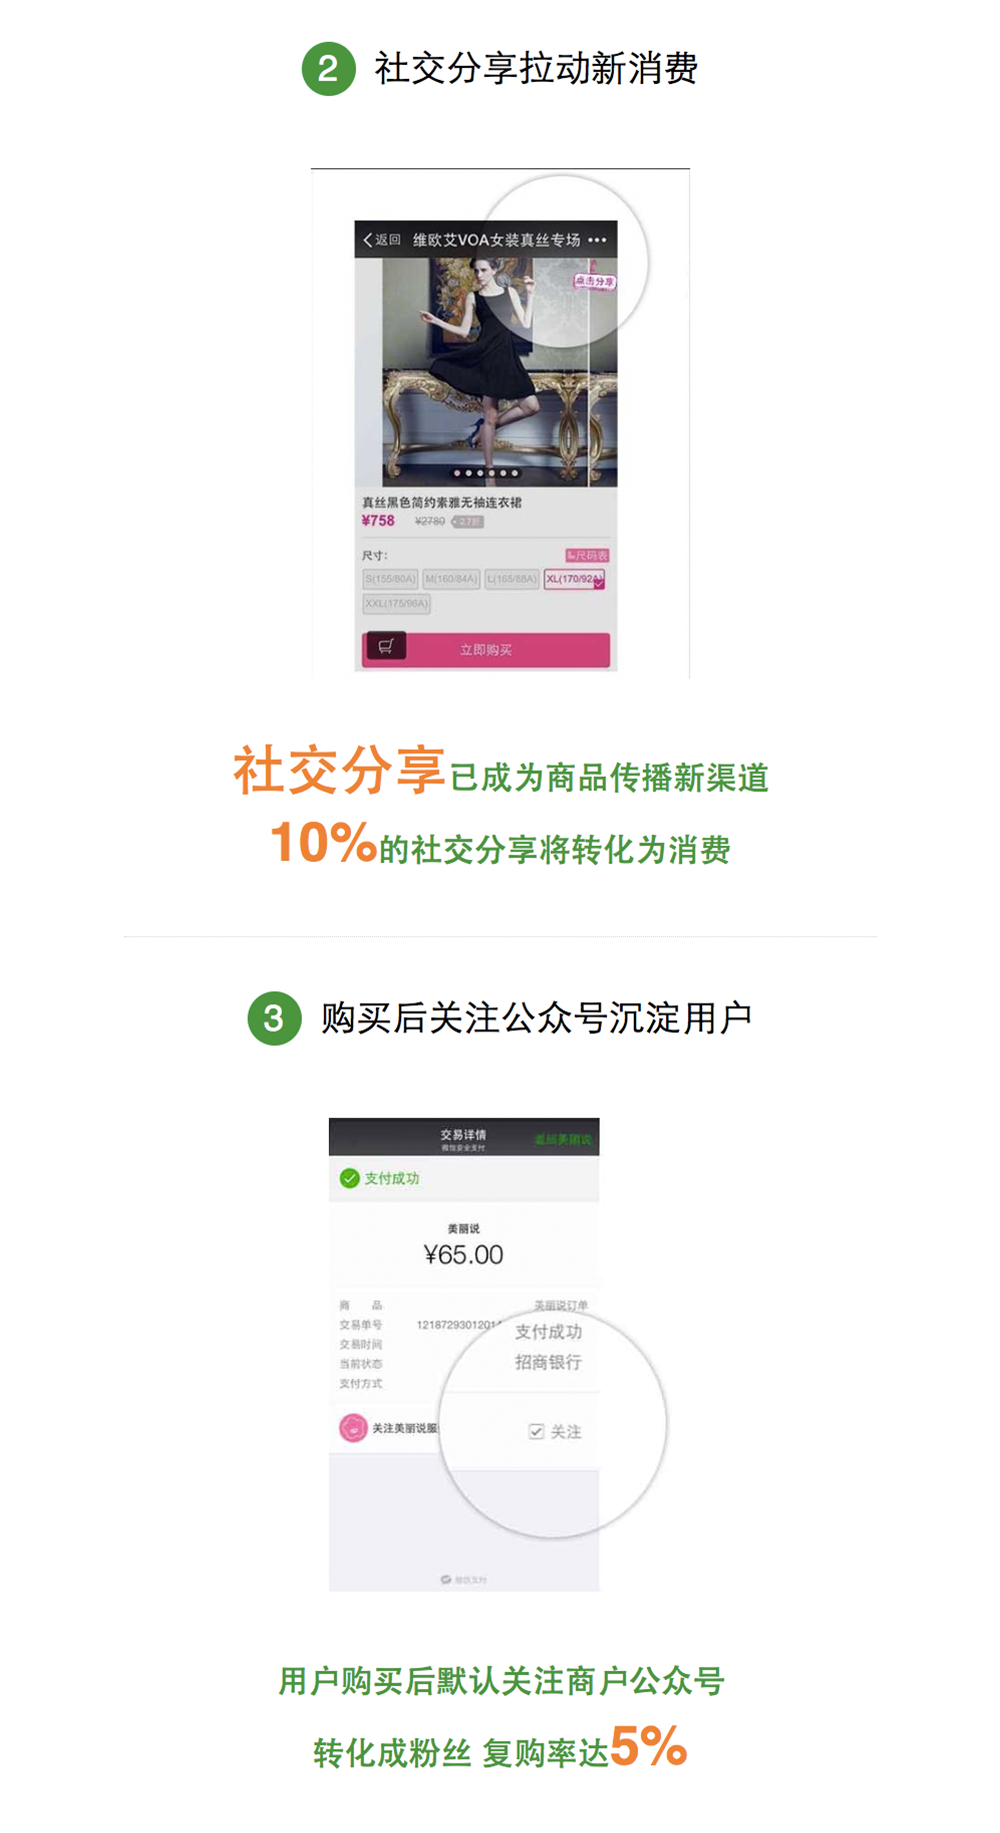 2 社交分享拉动新消费
返回 维欧艾VOA女装真丝专场
点击分享
真丝黑色简约素雅无袖连衣裙
¥758 ¥2780 2.7折
尺寸: 尺码表
S(155/80A) M(160/84A) L(165/88A) XL(170/92A)
XXL(175/96A)
立即购买
社交分享已成为商品传播新渠道
10%的社交分享将转化为消费
3 购买后关注公众号沉淀用户
交易详情 返回美丽说
微信安全支付
支付成功
美丽说
¥65.00
商 品 美丽说订单
交易单号 12187293012014
交易时间 支付成功
当前状态 招商银行
支付方式
关注美丽说服 关注
微信支付
用户购买后默认关注商户公众号
转化成粉丝 复购率达5%